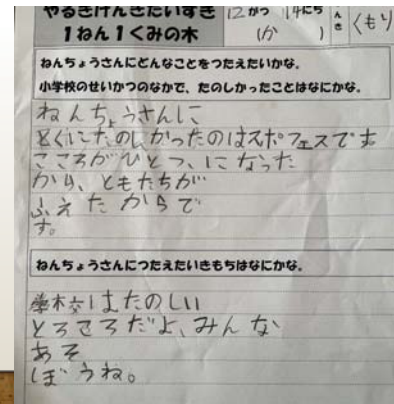 やるきげんきだいすき
1ねん1くみの木
12がつ 14にち
(か)
んき
くもり
ねんちょうさんにどんなことをつたえたいかな。
小学校のせいかつのなかで、たのしかったことはなにかな。
ねんちょうさんに
とくにたのしかったのはスポフェスです
こころがひとつ、になった
から、ともたちが
ふえたからで
す。
ねんちょうさんにつたえたいきもちはなにかな。
学木交はたのしい
ところだよ、みんな
あそ
ぼうね。